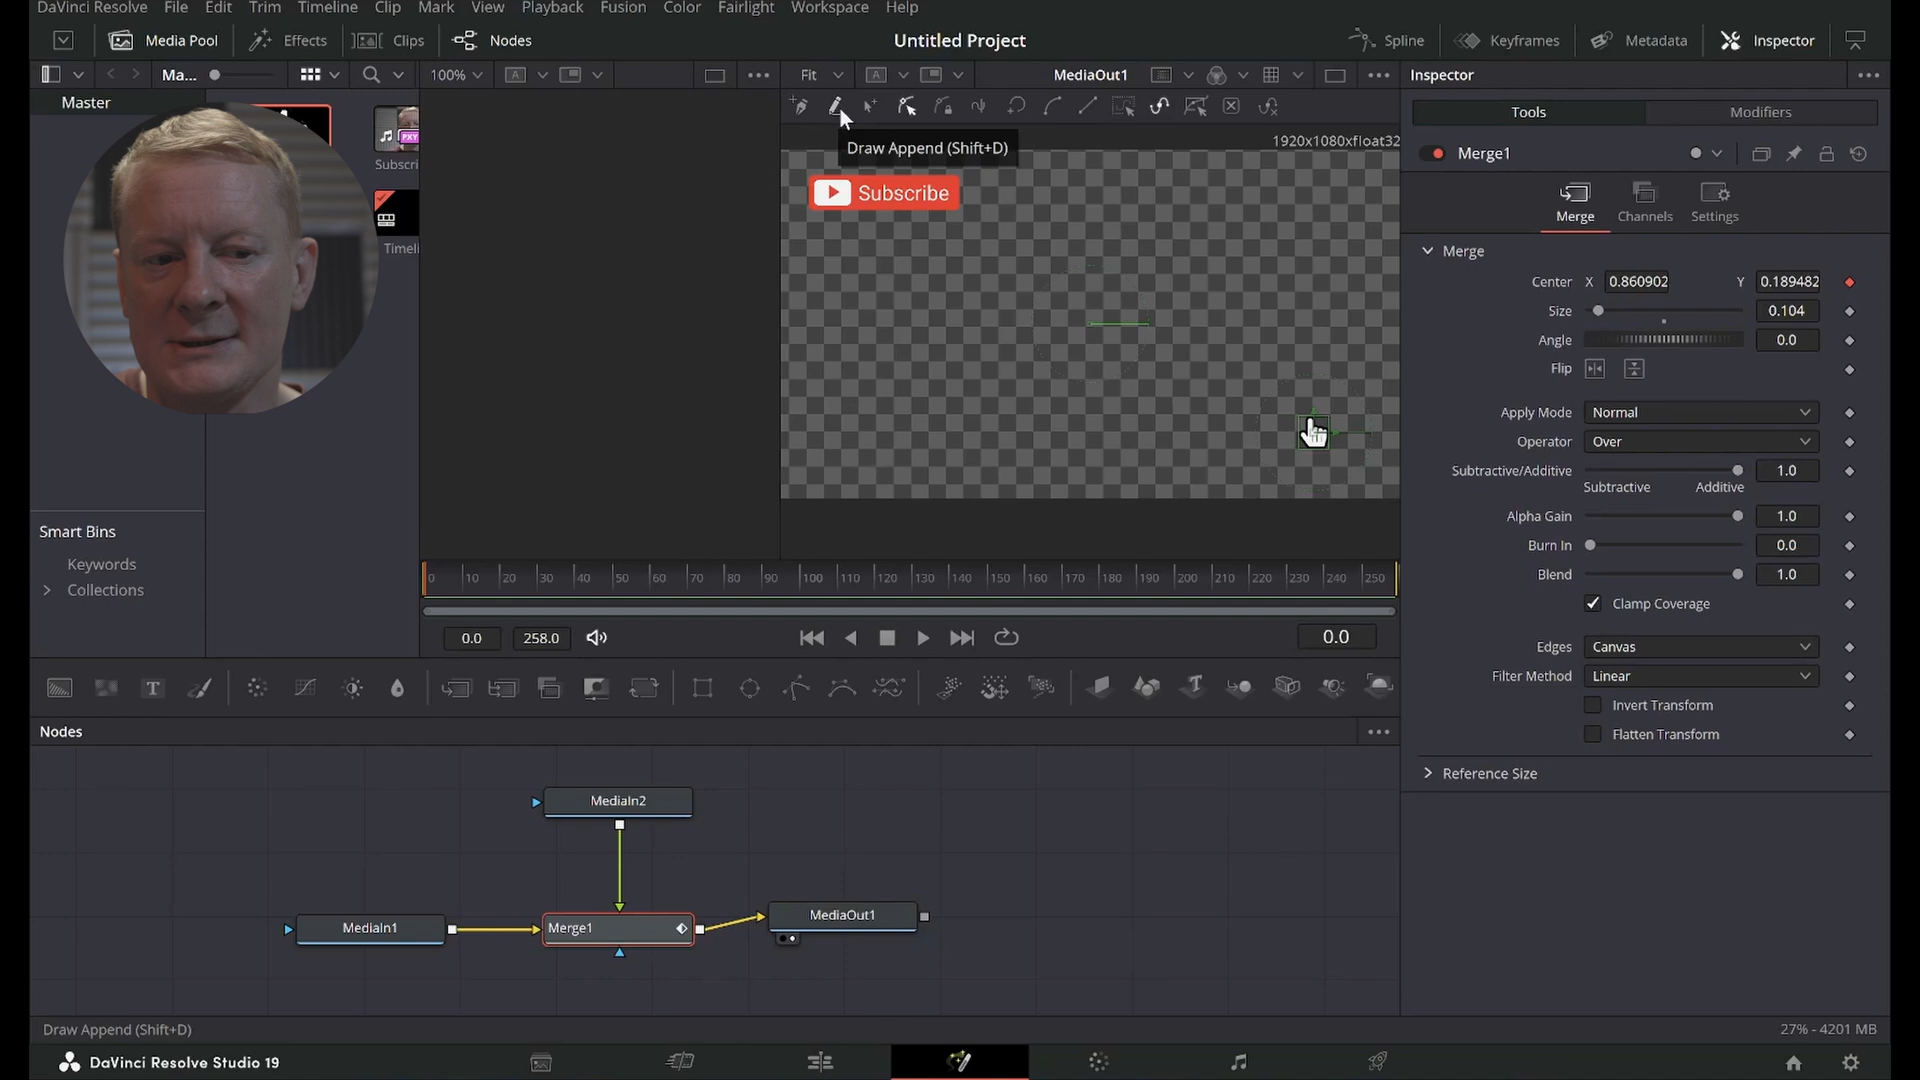 DaVinci Resolve File Edit Trim Timeline Clip Mark View Playback Fusion Color Fairlight Workspace Help
Media Pool Effects Clips Nodes Untitled Project Spline Keyframes Metadata Inspector
Ma... 100% Fit MediaOut1 Inspector
Master
Tools Modifiers
Draw Append (Shift+D)
1920x1080xfloat32
Merge1
PXY
Subscri
Subscribe
Merge Channels Settings
Timeli
Merge
Center X 0.860902 Y 0.189482
Size 0.104
Angle 0.0
Flip
Apply Mode Normal
Operator Over
Subtractive/Additive 1.0
Subtractive Additive
Alpha Gain 1.0
Burn In 0.0
Blend 1.0
Clamp Coverage
Edges Canvas
Filter Method Linear
Invert Transform
Flatten Transform
Reference Size
Smart Bins
Keywords
Collections
0 10 20 30 40 50 60 70 80 90 100 110 120 130 140 150 160 170 180 190 200 210 220 230 240 250
0.0 258.0 0.0
Nodes
MediaIn2
MediaIn1 Merge1 MediaOut1
Draw Append (Shift+D)
27% - 4201 MB
DaVinci Resolve Studio 19